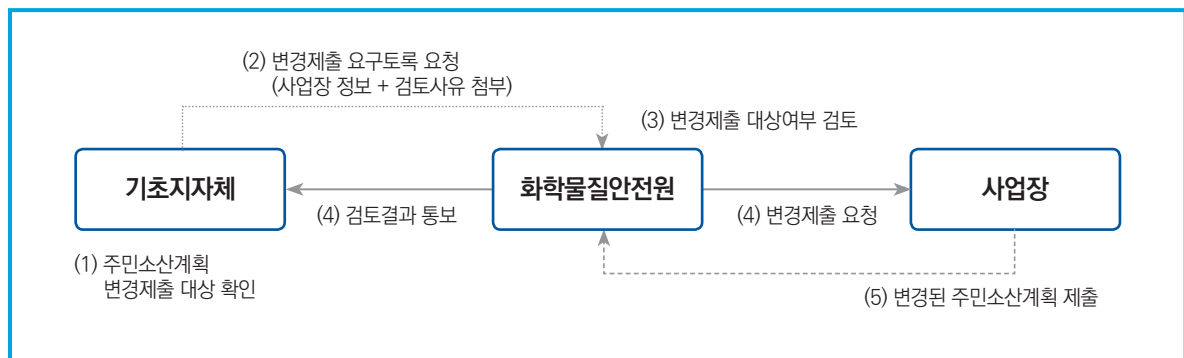 (2) 변경제출 요구토록 요청
(사업장 정보 + 검토사유 첨부)
(3) 변경제출 대상여부 검토
기초지자체
화학물질안전원
사업장
(4) 검토결과 통보
(4) 변경제출 요청
(1) 주민소산계획
변경제출 대상 확인
(5) 변경된 주민소산계획 제출